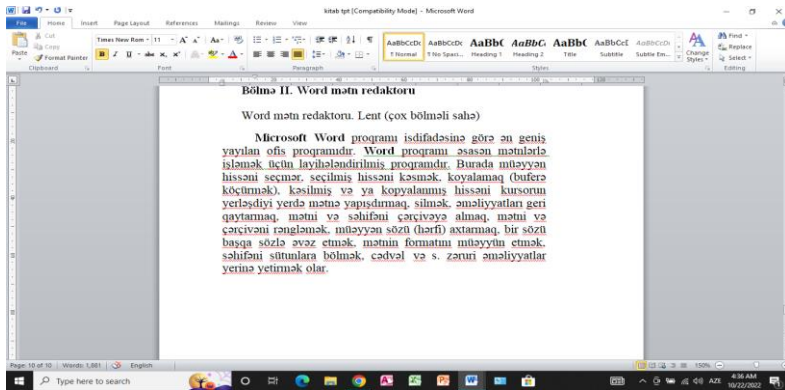 kitab tpt [Compatibility Mode] - Microsoft Word
File Home Insert Page Layout References Mailings Review View
Cut
Copy
Paste
Format Painter
Times New Rom 11
AaBbCcDc AaBbCcDc AaBbC AaBbC AaBbC AaBbCcI AaBbCcDi
¶ Normal ¶ No Spaci... Heading 1 Heading 2 Title Subtitle Subtle Em...
Change Styles
Find
Replace
Select
Clipboard Font Paragraph Styles Editing
Bölmə II. Word mətn redaktoru
Word mətn redaktoru. Lent (çox bölməli sahə)
Microsoft Word proqramı isdifadəsinə görə ən geniş
yayılan ofis proqramıdır. Word proqramı əsasən mətnlərlə
işləmək üçün layihələndirilmiş proqramdır. Burada müəyyən
hissəni seçmər, seçilmiş hissəni kəsmək, koyalamaq (buferə
köçürmək), kəsilmiş və ya kopyalanmış hissəni kursorun
yerləşdiyi yerdə mətnə yapışdırmaq, silmək, əməliyyatları geri
qaytarmaq, mətni və səhifəni çərçivəyə almaq, mətni və
çərçivəni rəngləmək, müəyyən sözü (hərfi) axtarmaq, bir sözü
başqa sözlə əvəz etmək, mətnin formatını müəyyün etmək,
səhifəni sütunlara bölmək, cədvəl və s. zəruri əməliyyatlar
yerinə yetirmək olar.
Page: 10 of 10 Words: 1,881 English 150%
Type here to search
AZE
4:36 AM
10/22/2022